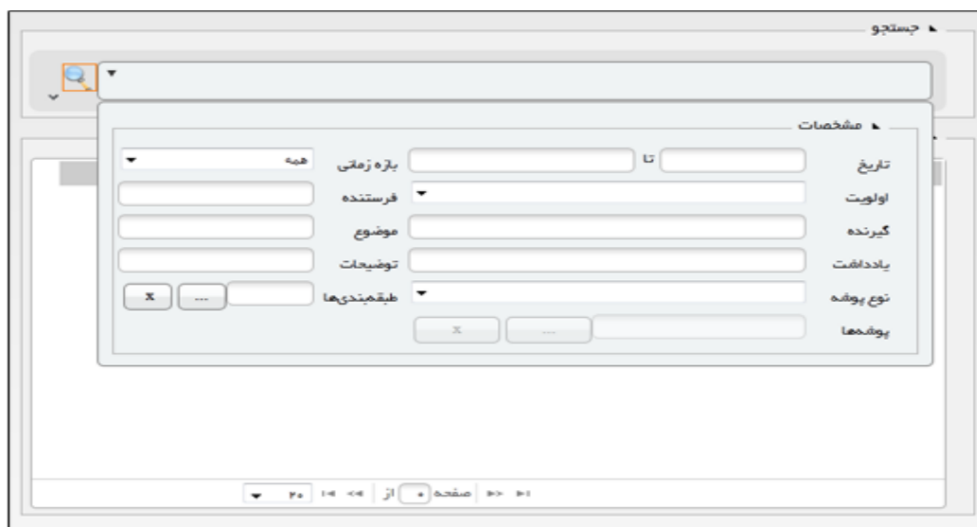 جستجو
مشخصات
تاریخ تا بازه زمانی همه
اولویت فرستنده
گیرنده موضوع
یادداشت توضیحات
نوع پوشه طبقه‌بندی‌ها ... x
پوشه‌ها ... x
صفحه ۰ از ۲۰